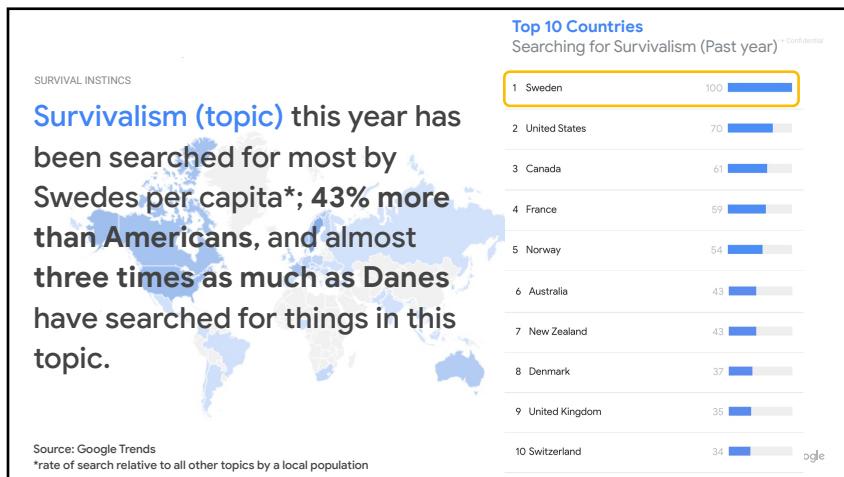 Top 10 Countries
Searching for Survivalism (Past year)
Confidential
SURVIVAL INSTINCS
Survivalism (topic) this year has
been searched for most by
Swedes per capita*; 43% more
than Americans, and almost
three times as much as Danes
have searched for things in this
topic.
1 Sweden 100
2 United States 70
3 Canada 61
4 France 59
5 Norway 54
6 Australia 43
7 New Zealand 43
8 Denmark 37
9 United Kingdom 35
10 Switzerland 34
Source: Google Trends
*rate of search relative to all other topics by a local population
ogle